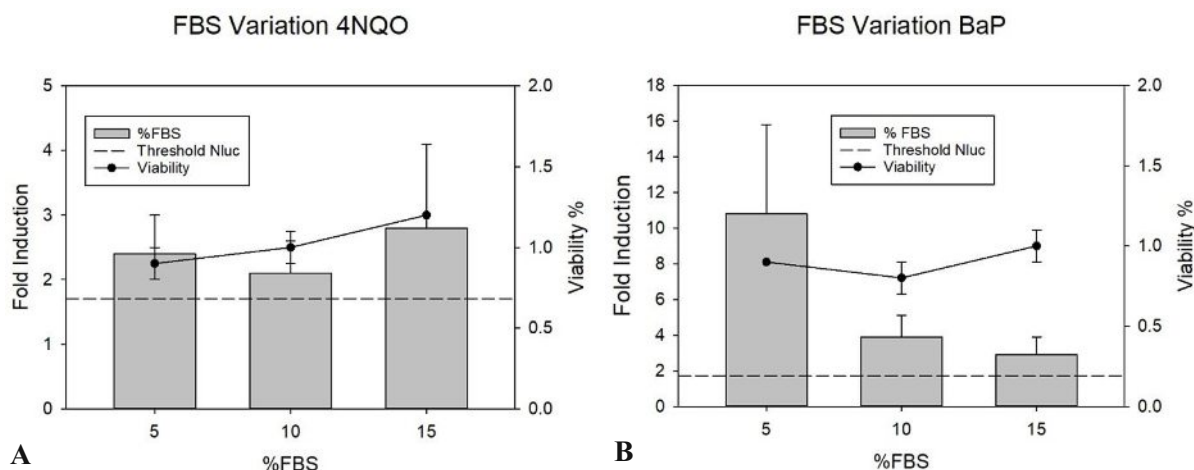 FBS Variation 4NQO
5
4
3
2
1
0
Fold Induction
%FBS
Threshold Nluc
Viability
2.0
1.5
1.0
0.5
0.0
Viability %
5 10 15
%FBS
A
FBS Variation BaP
18
16
14
12
10
8
6
4
2
0
Fold Induction
% FBS
Threshold Nluc
Viability
2.0
1.5
1.0
0.5
0.0
Viability %
5 10 15
%FBS
B